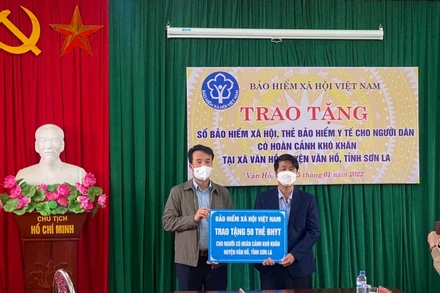 BẢO HIỂM XÃ HỘI VIỆT NAM
TRAO TẶNG
SỔ BẢO HIỂM XÃ HỘI, THẺ BẢO HIỂM Y TẾ CHO NGƯỜI DÂN
CÓ HOÀN CẢNH KHÓ KHĂN
TẠI XÃ VÂN HỒ, HUYỆN VÂN HỒ, TỈNH SƠN LA
Vân Hồ, 01 năm 2022
CHỦ TỊCH
HỒ CHÍ MINH
BẢO HIỂM XÃ HỘI VIỆT NAM
TRAO TẶNG 50 THẺ BHYT
CHO NGƯỜI CÓ HOÀN CẢNH KHÓ KHĂN
HUYỆN VÂN HỒ, TỈNH SƠN LA